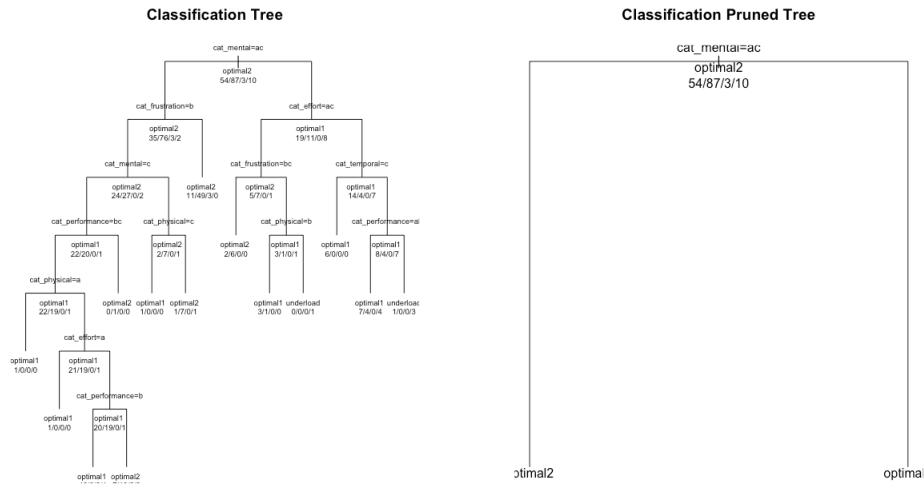 Classification Tree
cat_mental=ac
optimal2
54/87/3/10
cat_frustration=b
cat_effort=ac
optimal2
35/76/3/2
optimal1
19/11/0/8
cat_mental=c
cat_frustration=bc
cat_temporal=c
optimal2
24/27/0/2
optimal2
11/49/3/0
optimal2
5/7/0/1
optimal1
14/4/0/7
cat_performance=bc
cat_physical=c
cat_physical=b
cat_performance=al
optimal1
22/20/0/1
optimal2
2/7/0/1
optimal2
2/6/0/0
optimal1
3/1/0/1
optimal1
6/0/0/0
optimal1
8/4/0/7
cat_physical=a
optimal1
22/19/0/1
optimal2
0/1/0/0
optimal1
1/0/0/0
optimal2
1/7/0/1
optimal1
3/1/0/0
underload
0/0/0/1
optimal1
7/4/0/4
underload
1/0/0/3
cat_effort=a
optimal1
1/0/0/0
optimal1
21/19/0/1
cat_performance=b
optimal1
1/0/0/0
optimal1
20/19/0/1
optimal1
optimal2
Classification Pruned Tree
cat_mental=ac
optimal2
54/87/3/10
ptimal2
optimal